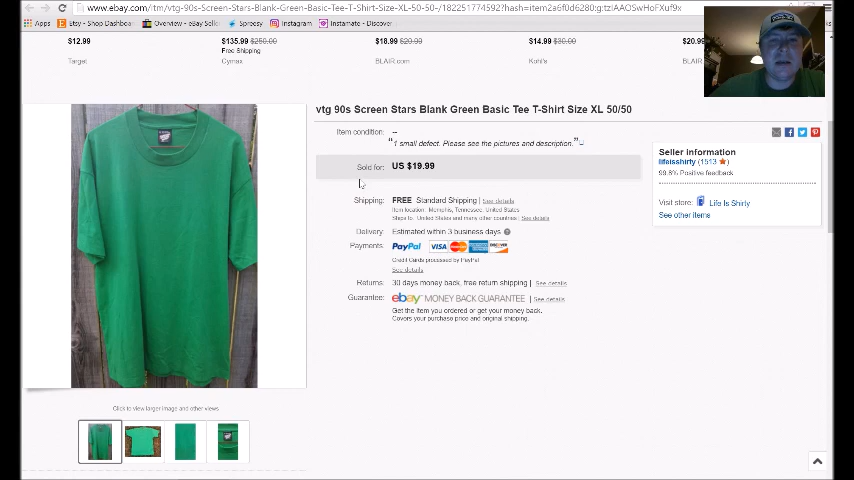 www.ebay.com/itm/vtg-90s-Screen-Stars-Blank-Green-Basic-Tee-T-Shirt-Size-XL-50-50-/182251774592?hash=item2a6f0d6280:g:tzIAAOSwHoFXuf9x
Apps Etsy - Shop Dashboa Overview - eBay Selle Spreesy Instagram Instamate - Discover
$12.99 $135.99 $250.00 $18.99 $20.99 $14.99 $30.00 $20.99
Free Shipping
Target Cymax BLAIR.com Kohl's BLAIR
vtg 90s Screen Stars Blank Green Basic Tee T-Shirt Size XL 50/50
Item condition: --
"1 small defect. Please see the pictures and description."
Sold for: US $19.99
Shipping: FREE Standard Shipping | See details
Item location: Memphis, Tennessee, United States
Ships to: United States and many other countries | See details
Delivery: Estimated within 3 business days
Payments: PayPal VISA MasterCard AMEX DISCOVER
Credit Cards processed by PayPal
See details
Returns: 30 days money back, free return shipping | See details
Guarantee: ebay MONEY BACK GUARANTEE | See details
Get the item you ordered or get your money back.
Covers your purchase price and original shipping.
Seller information
lifeisshirty (1513)
99.8% Positive feedback
Visit store: Life Is Shirty
See other items
Click to view larger image and other views